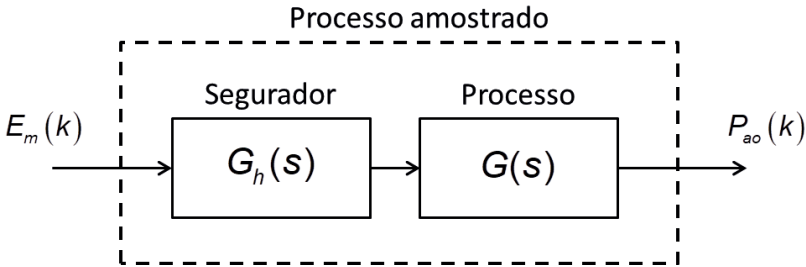 Processo amostrado
Segurador
Processo
E_m(k)
G_h(s)
G(s)
P_ao(k)